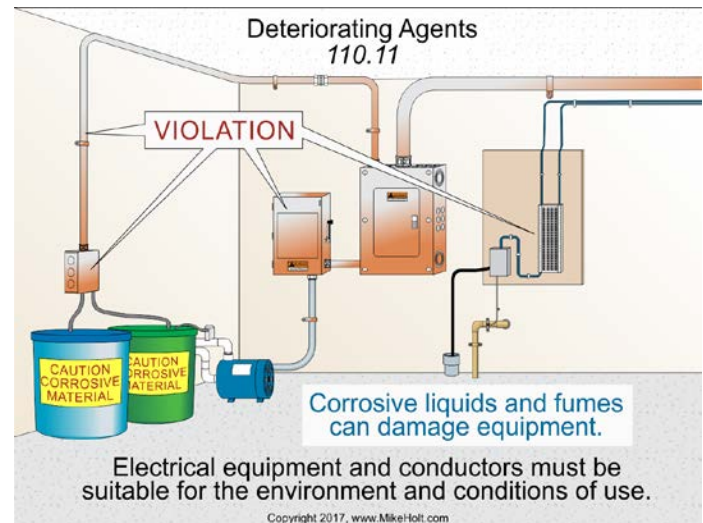 Deteriorating Agents
110.11
VIOLATION
CAUTION
CORROSIVE
MATERIAL
CAUTION
CORROSIVE
MATERIAL
Corrosive liquids and fumes
can damage equipment.
Electrical equipment and conductors must be
suitable for the environment and conditions of use.
Copyright 2017, www.MikeHolt.com